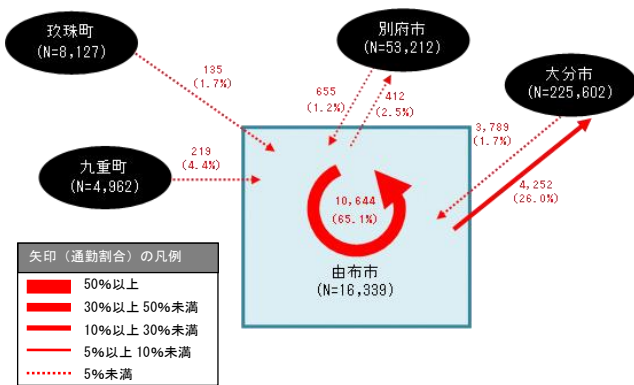 玖珠町
(N=8,127)
別府市
(N=53,212)
大分市
(N=225,602)
135
(1.7%)
655
(1.2%)
412
(2.5%)
3,789
(1.7%)
219
(4.4%)
九重町
(N=4,962)
4,252
(26.0%)
10,644
(65.1%)
由布市
(N=16,339)
矢印（通勤割合）の凡例
50%以上
30%以上 50%未満
10%以上 30%未満
5%以上 10%未満
5%未満